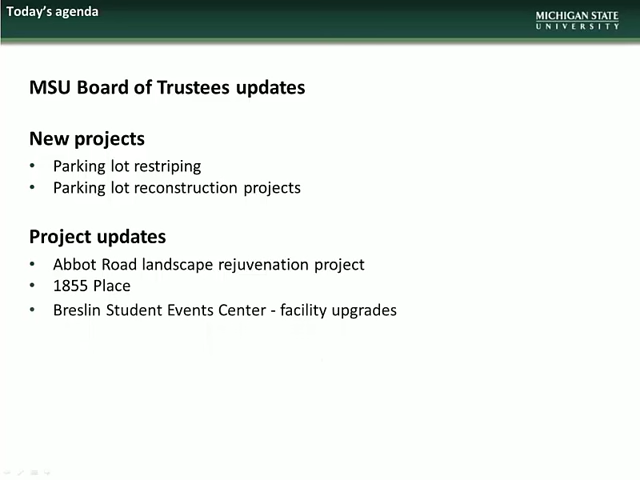 Today's agenda
MICHIGAN STATE
UNIVERSITY
MSU Board of Trustees updates
New projects
• Parking lot restriping
• Parking lot reconstruction projects
Project updates
• Abbot Road landscape rejuvenation project
• 1855 Place
• Breslin Student Events Center - facility upgrades